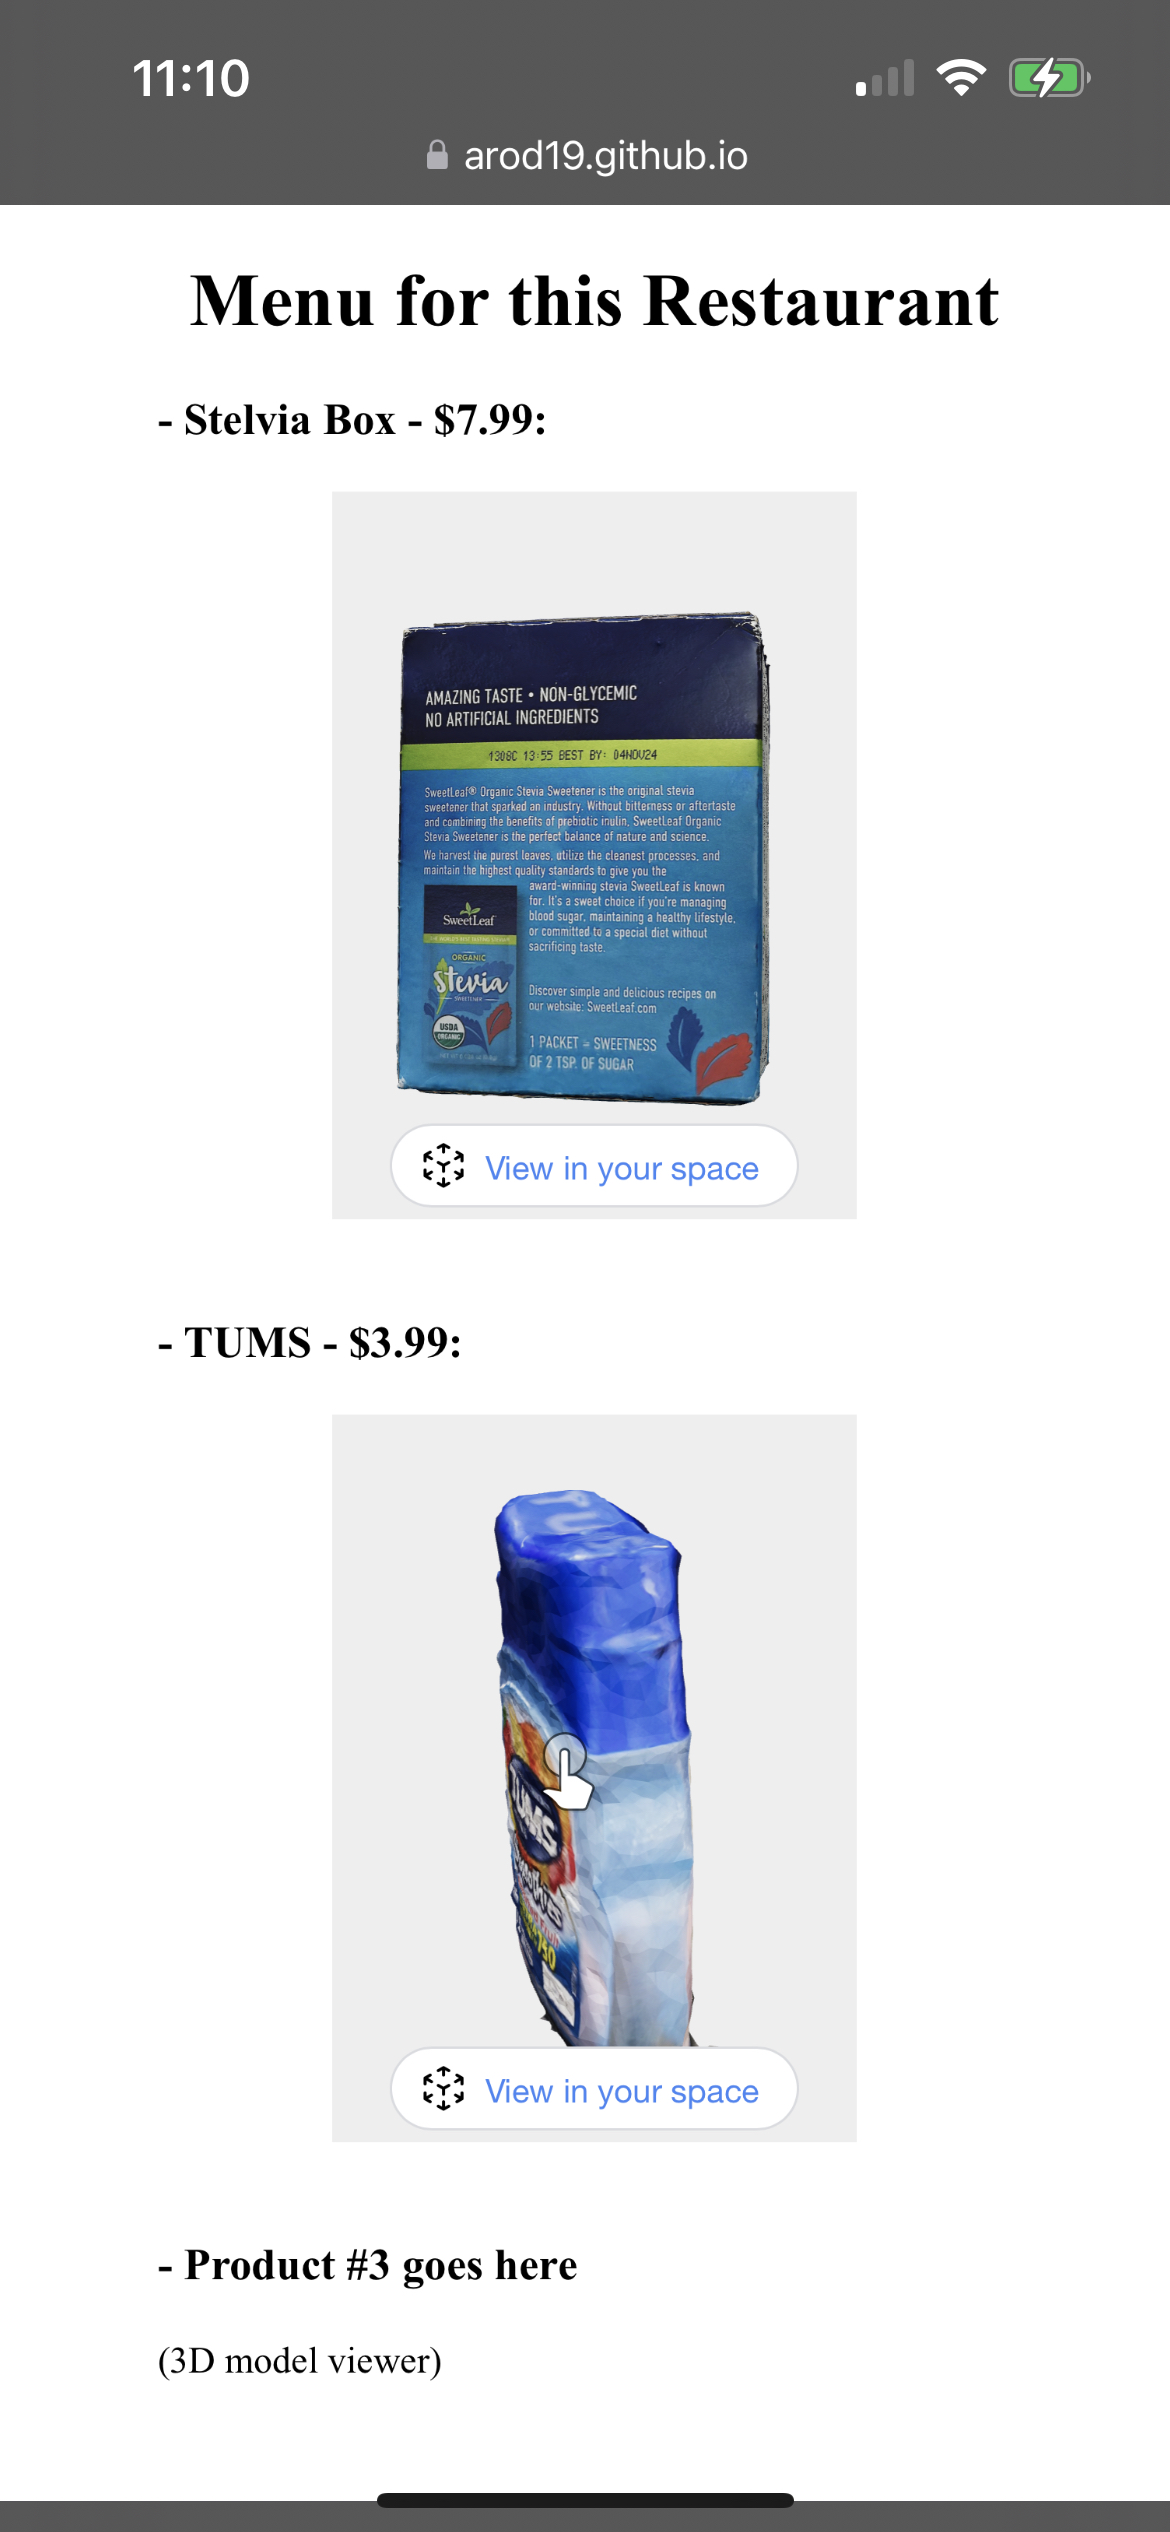 11:10
arod19.github.io
Menu for this Restaurant
- Stelvia Box - $7.99:
AMAZING TASTE • NON-GLYCEMIC
NO ARTIFICIAL INGREDIENTS
1308C 13:55 BEST BY: 04NOV24
SweetLeaf® Organic Stevia Sweetener is the original stevia
sweetener that sparked an industry. Without bitterness or aftertaste
and combining the benefits of prebiotic inulin, SweetLeaf Organic
Stevia Sweetener is the perfect balance of nature and science.
We harvest the purest leaves, utilize the cleanest processes, and
maintain the highest quality standards to give you the
award-winning stevia SweetLeaf is known
for. It's a sweet choice if you're managing
blood sugar, maintaining a healthy lifestyle,
or committed to a special diet without
sacrificing taste.
SweetLeaf
ORGANIC
Stevia
SWEETENER
USDA
ORGANIC
Discover simple and delicious recipes on
our website: SweetLeaf.com
1 PACKET = SWEETNESS
OF 2 TSP. OF SUGAR
View in your space
- TUMS - $3.99:
TUMS
View in your space
- Product #3 goes here
(3D model viewer)